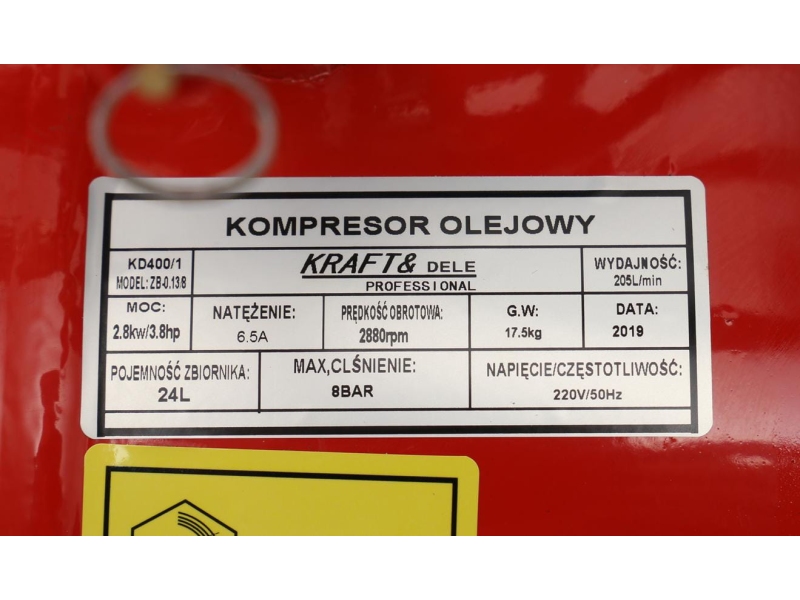 KOMPRESOR OLEJOWY
KD400/1
MODEL: ZB-0.13/8
KRAFT& DELE
PROFESSIONAL
WYDAJNOŚĆ:
205L/min
MOC:
2.8kw/3.8hp
NATĘŻENIE:
6.5A
PRĘDKOŚĆ OBROTOWA:
2880rpm
G.W:
17.5kg
DATA:
2019
POJEMNOŚĆ ZBIORNIKA:
24L
MAX,CLŚNIENIE:
8BAR
NAPIĘCIE/CZĘSTOTLIWOŚĆ:
220V/50Hz